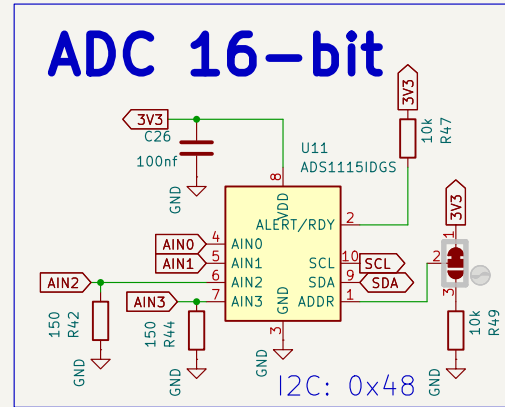 ADC 16-bit
3V3
C26
100nf
GND
3V3
10k
R47
U11
ADS1115IDGS
8
VDD
ALERT/RDY
2
3V3
AIN0
4
AIN0
AIN1
5
AIN1
AIN2
6
AIN2
AIN3
7
AIN3
SCL
10
SCL
SDA
9
SDA
ADDR
1
GND
3
GND
1
2
3
150
R42
GND
150
R44
GND
10k
R49
GND
I2C: 0x48